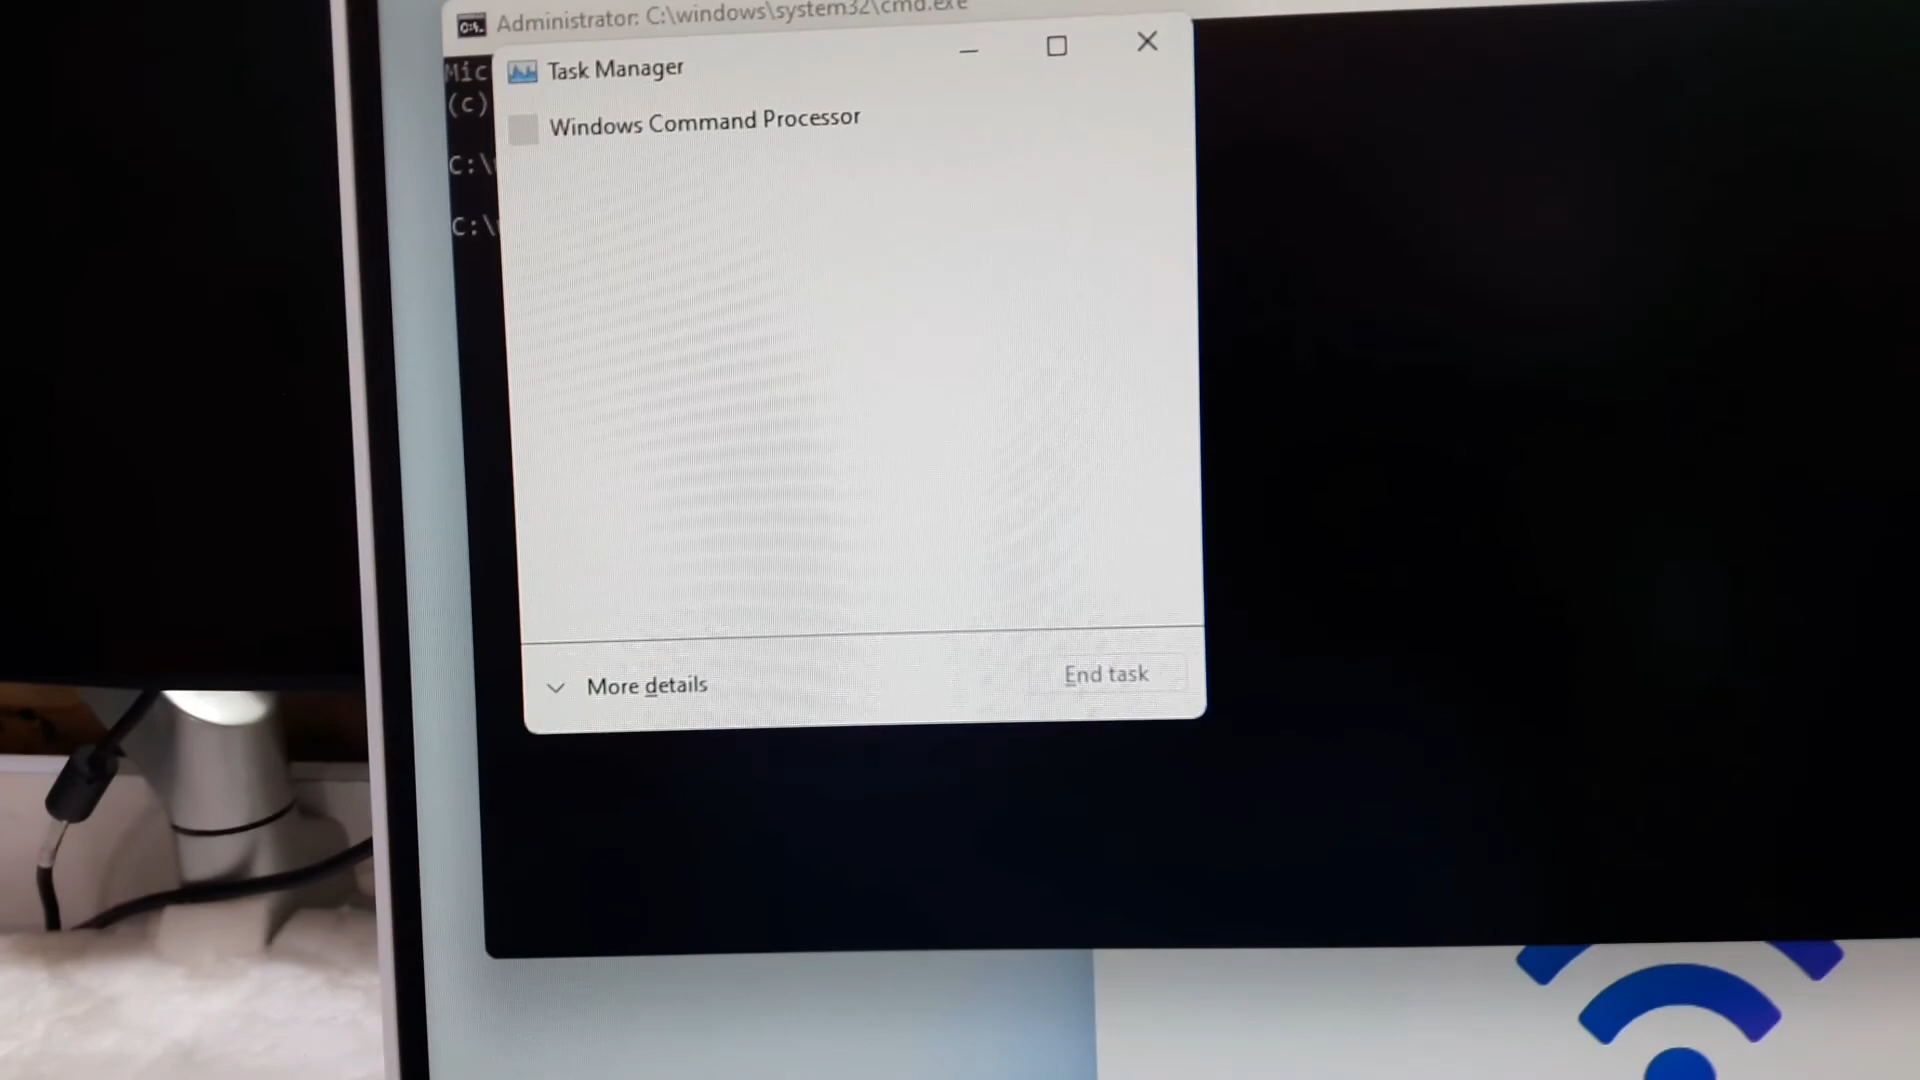 Administrator: C:\windows\system32\cmd.exe
Mic
Task Manager
(c)
Windows Command Processor
C:\
C:\
More details
End task